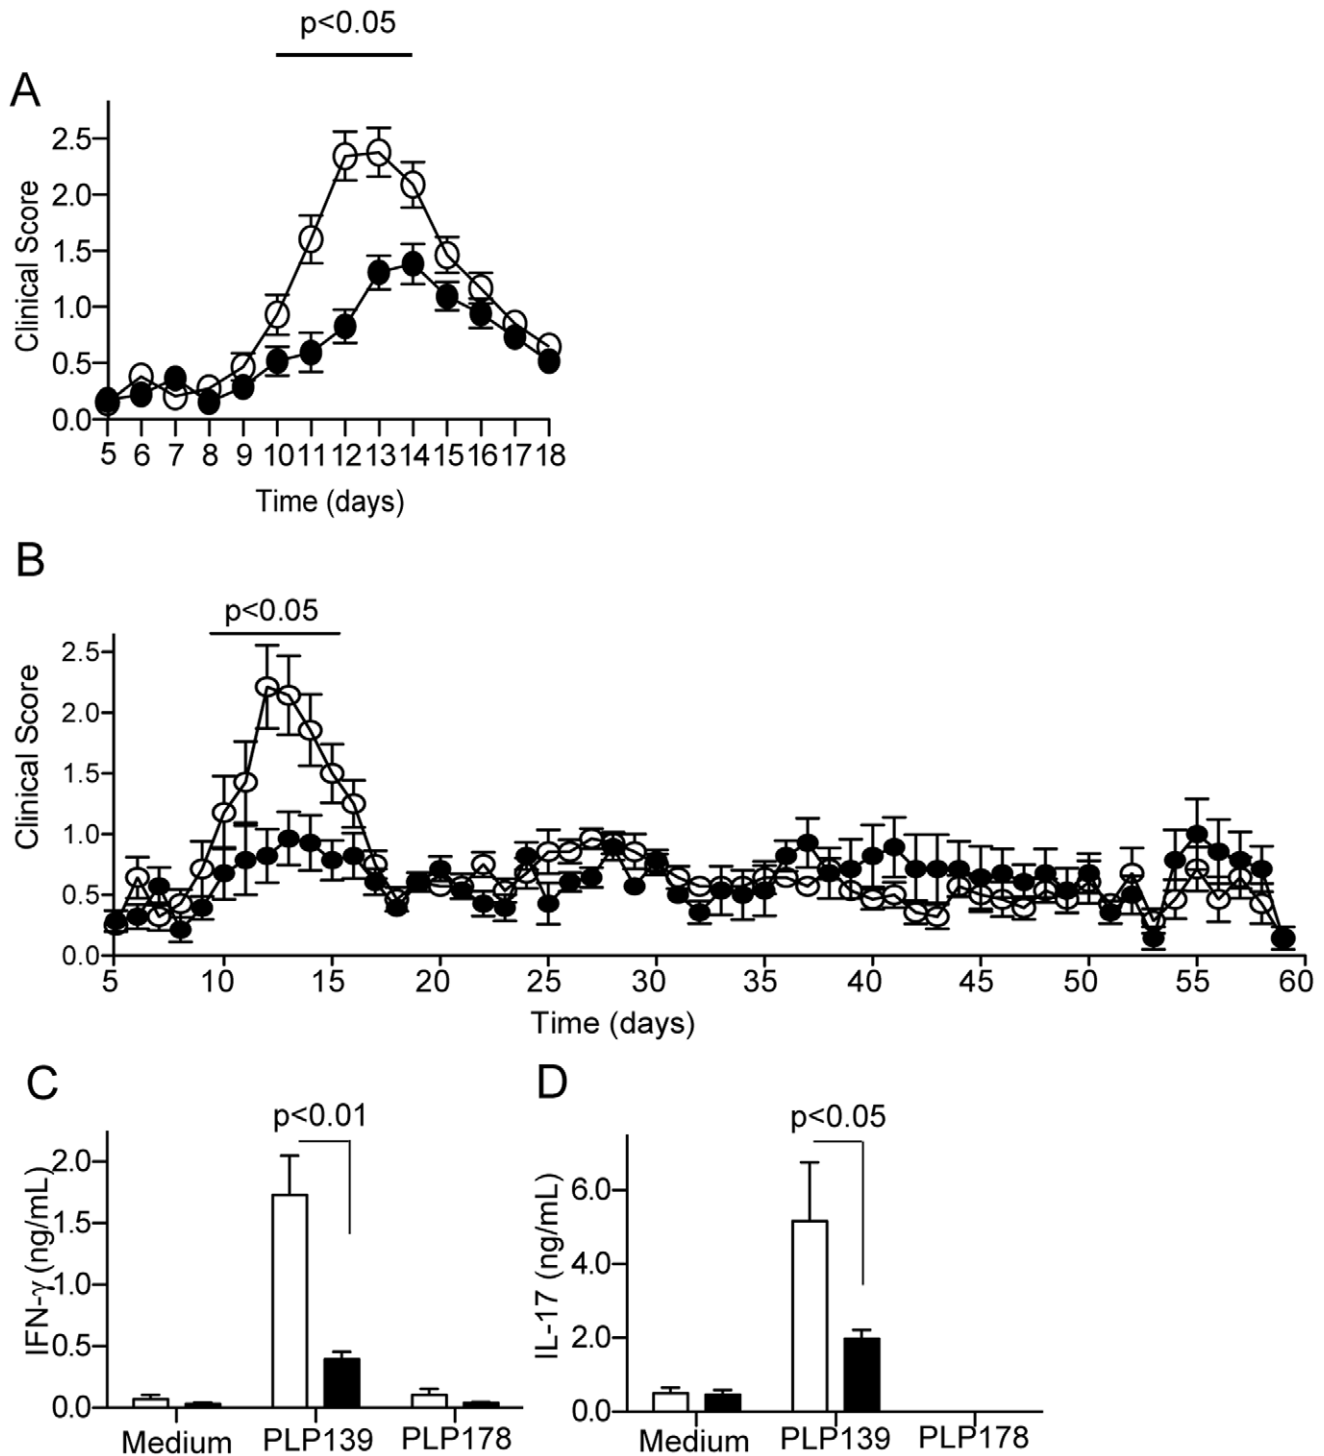 p<0.05
A
Clinical Score
2.5
2.0
1.5
1.0
0.5
0.0
5 6 7 8 9 10 11 12 13 14 15 16 17 18
Time (days)
B
p<0.05
Clinical Score
2.5
2.0
1.5
1.0
0.5
0.0
5 10 15 20 25 30 35 40 45 50 55 60
Time (days)
C
p<0.01
IFN-γ (ng/mL)
2.0
1.5
1.0
0.5
0.0
Medium PLP139 PLP178
D
p<0.05
IL-17 (ng/mL)
6.0
4.0
2.0
0.0
Medium PLP139 PLP178